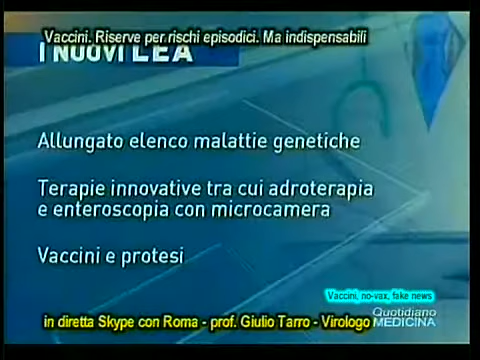 Vaccini. Riserve per rischi episodici. Ma indispensabili
I NUOVI LEA
Allungato elenco malattie genetiche
Terapie innovative tra cui adroterapia
e enteroscopia con microcamera
Vaccini e protesi
Vaccini, no-vax, fake news
Quotidiano
MEDICINA
in diretta Skype con Roma - prof. Giulio Tarro - Virologo